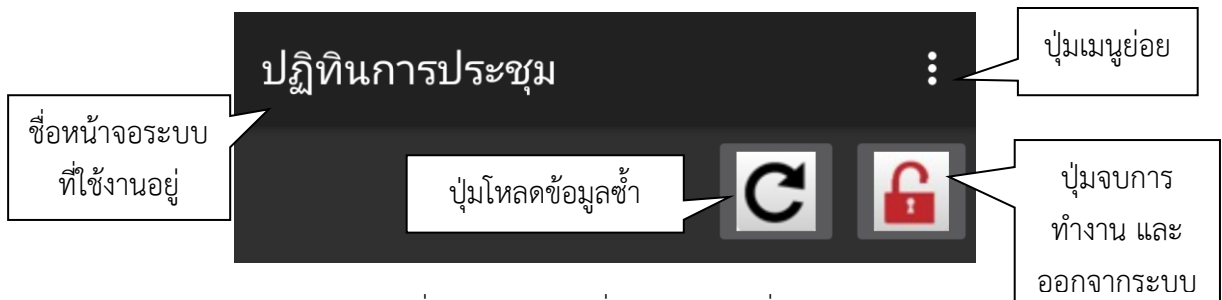 ปฏิทินการประชุม
ปุ่มเมนูย่อย
ชื่อหน้าจอระบบ
ที่ใช้งานอยู่
ปุ่มโหลดข้อมูลซ้ำ
ปุ่มจบการ
ทำงาน และ
ออกจากระบบ